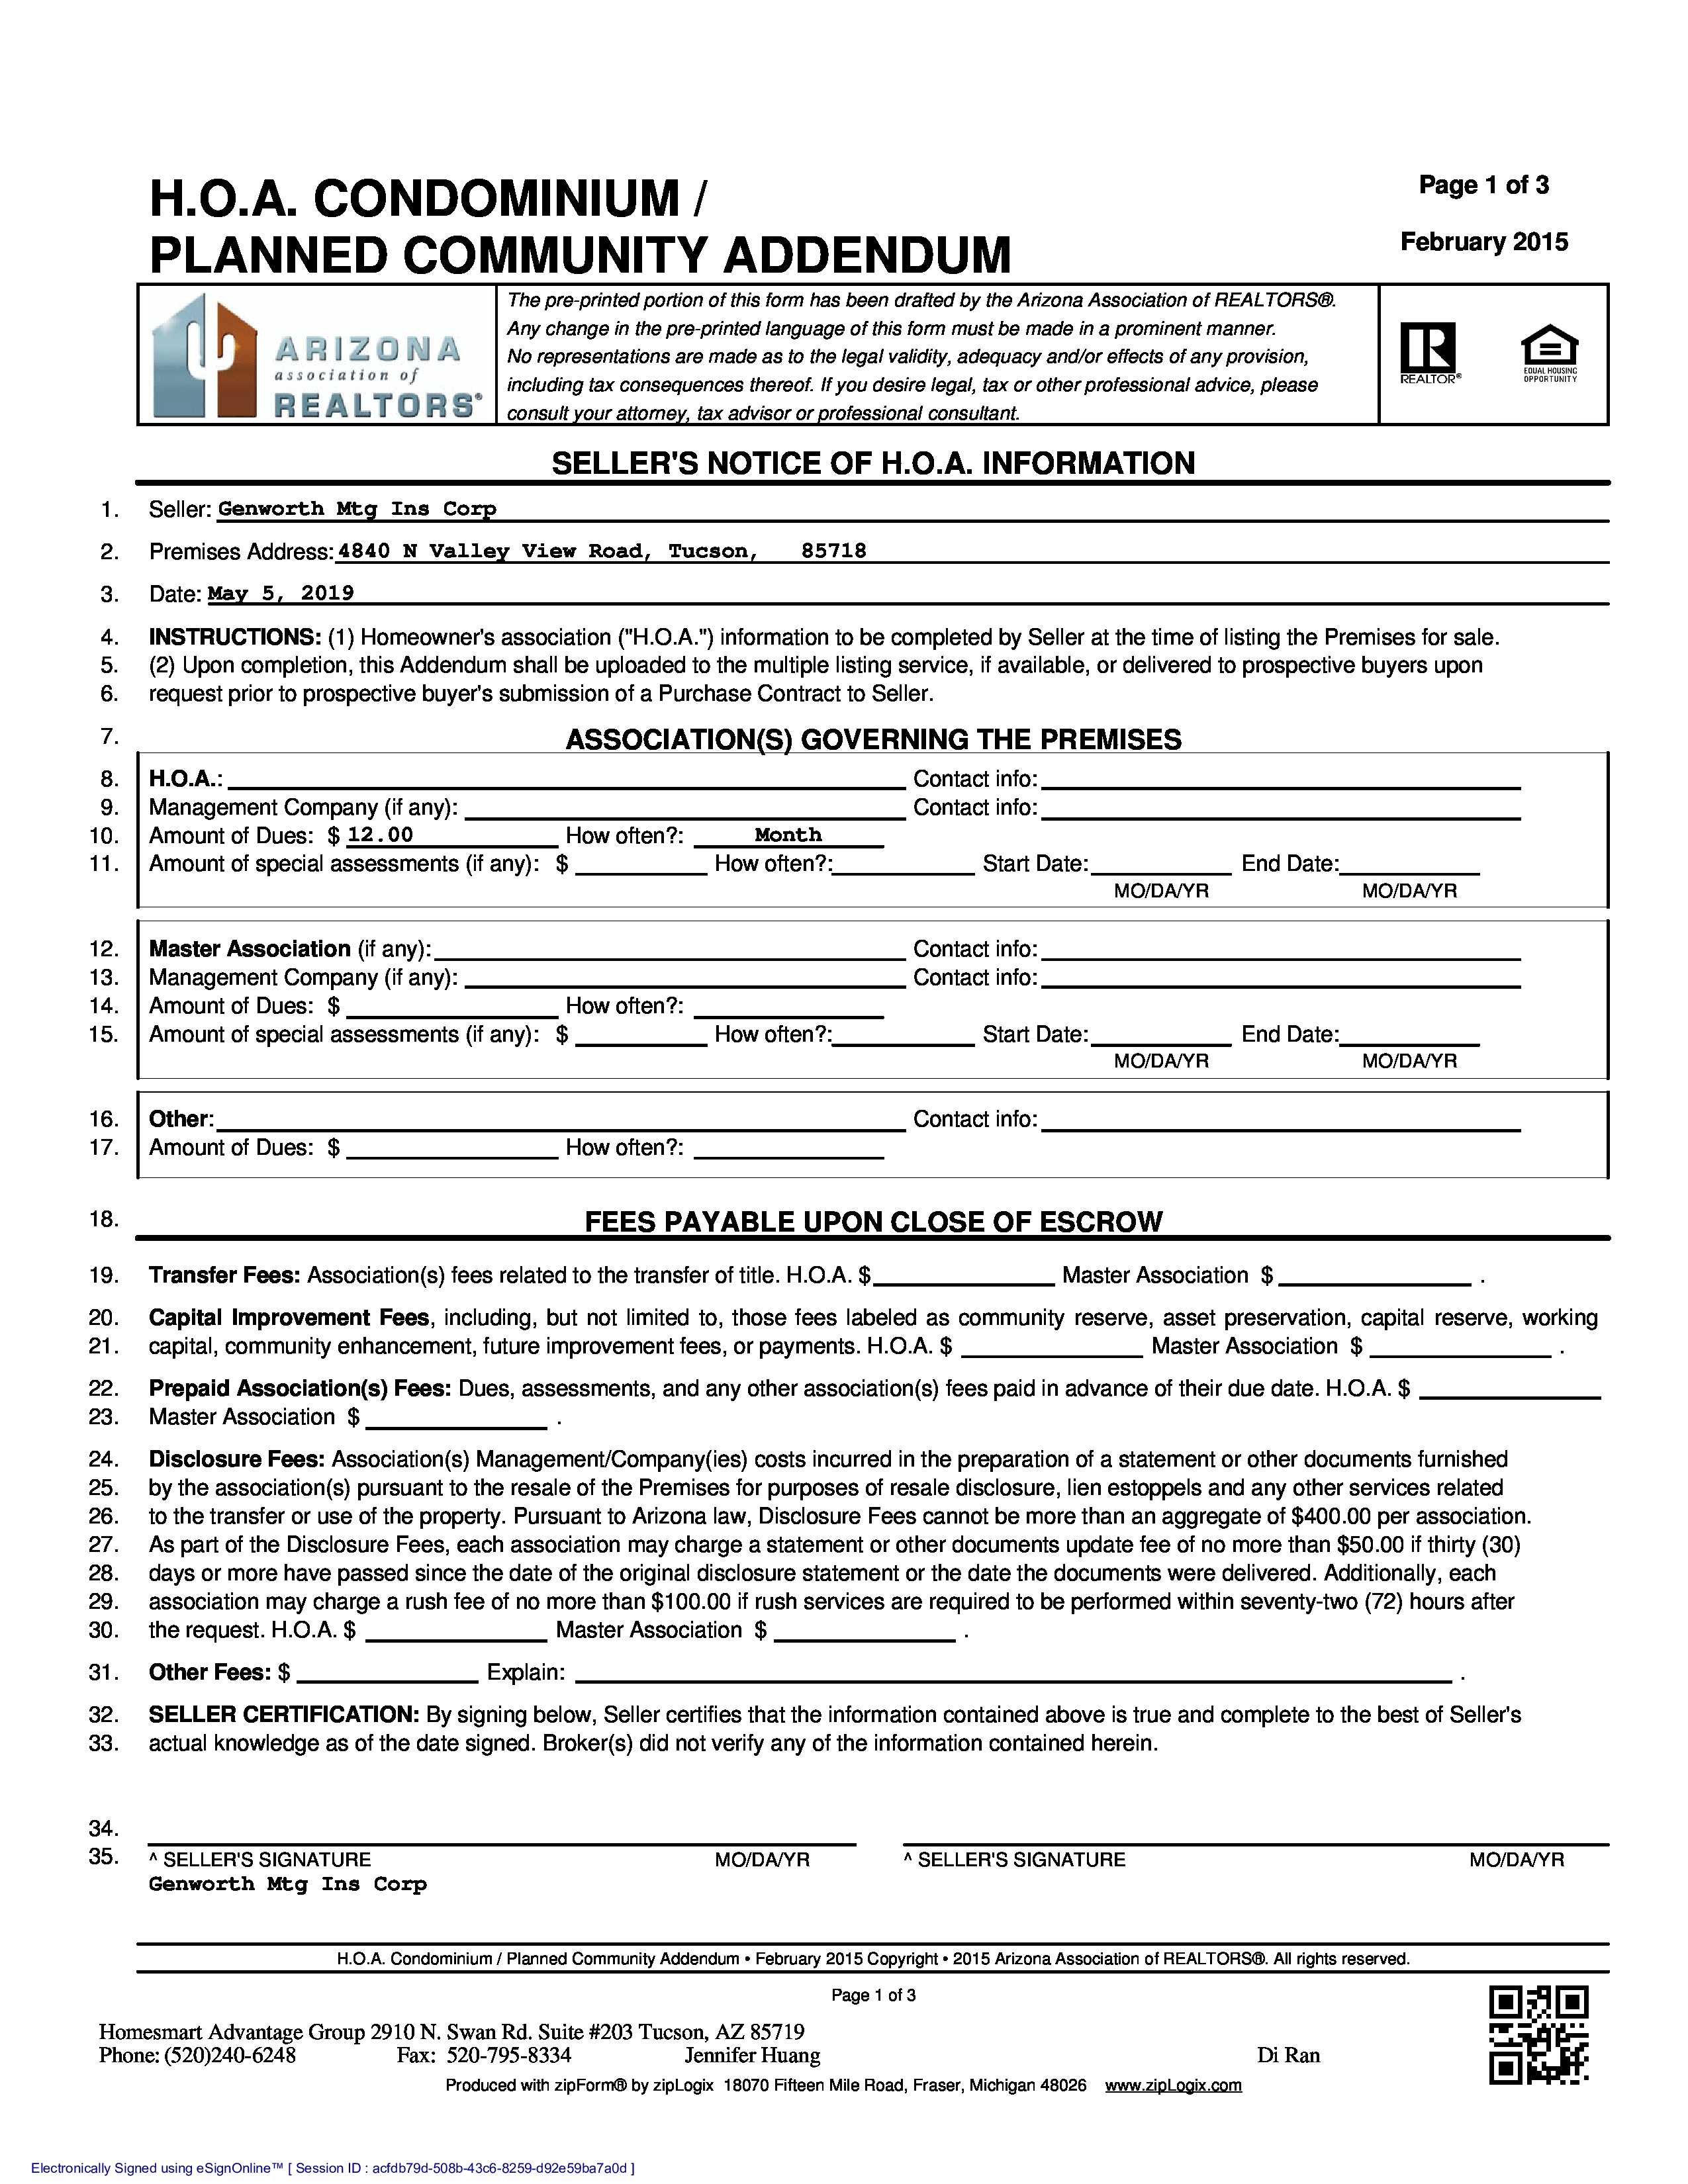 H.O.A. CONDOMINIUM /
PLANNED COMMUNITY ADDENDUM
Page 1 of 3
February 2015
ARIZONA
association of
REALTORS®
The pre-printed portion of this form has been drafted by the Arizona Association of REALTORS®.
Any change in the pre-printed language of this form must be made in a prominent manner.
No representations are made as to the legal validity, adequacy and/or effects of any provision,
including tax consequences thereof. If you desire legal, tax or other professional advice, please
consult your attorney, tax advisor or professional consultant.
REALTOR®
EQUAL HOUSING
OPPORTUNITY
SELLER'S NOTICE OF H.O.A. INFORMATION
1. Seller: Genworth Mtg Ins Corp
2. Premises Address: 4840 N Valley View Road, Tucson, 85718
3. Date: May 5, 2019
4. INSTRUCTIONS: (1) Homeowner's association ("H.O.A.") information to be completed by Seller at the time of listing the Premises for sale.
5. (2) Upon completion, this Addendum shall be uploaded to the multiple listing service, if available, or delivered to prospective buyers upon
6. request prior to prospective buyer's submission of a Purchase Contract to Seller.
7. ASSOCIATION(S) GOVERNING THE PREMISES
8. H.O.A.: Contact info:
9. Management Company (if any): Contact info:
10. Amount of Dues: $ 12.00 How often?: Month
11. Amount of special assessments (if any): $ How often?: Start Date: End Date:
MO/DA/YR MO/DA/YR
12. Master Association (if any): Contact info:
13. Management Company (if any): Contact info:
14. Amount of Dues: $ How often?:
15. Amount of special assessments (if any): $ How often?: Start Date: End Date:
MO/DA/YR MO/DA/YR
16. Other: Contact info:
17. Amount of Dues: $ How often?:
18. FEES PAYABLE UPON CLOSE OF ESCROW
19. Transfer Fees: Association(s) fees related to the transfer of title. H.O.A. $ Master Association $ .
20. Capital Improvement Fees, including, but not limited to, those fees labeled as community reserve, asset preservation, capital reserve, working
21. capital, community enhancement, future improvement fees, or payments. H.O.A. $ Master Association $ .
22. Prepaid Association(s) Fees: Dues, assessments, and any other association(s) fees paid in advance of their due date. H.O.A. $
23. Master Association $ .
24. Disclosure Fees: Association(s) Management/Company(ies) costs incurred in the preparation of a statement or other documents furnished
25. by the association(s) pursuant to the resale of the Premises for purposes of resale disclosure, lien estoppels and any other services related
26. to the transfer or use of the property. Pursuant to Arizona law, Disclosure Fees cannot be more than an aggregate of $400.00 per association.
27. As part of the Disclosure Fees, each association may charge a statement or other documents update fee of no more than $50.00 if thirty (30)
28. days or more have passed since the date of the original disclosure statement or the date the documents were delivered. Additionally, each
29. association may charge a rush fee of no more than $100.00 if rush services are required to be performed within seventy-two (72) hours after
30. the request. H.O.A. $ Master Association $ .
31. Other Fees: $ Explain: .
32. SELLER CERTIFICATION: By signing below, Seller certifies that the information contained above is true and complete to the best of Seller's
33. actual knowledge as of the date signed. Broker(s) did not verify any of the information contained herein.
34.
35. ^ SELLER'S SIGNATURE MO/DA/YR ^ SELLER'S SIGNATURE MO/DA/YR
Genworth Mtg Ins Corp
H.O.A. Condominium / Planned Community Addendum • February 2015 Copyright • 2015 Arizona Association of REALTORS®. All rights reserved.
Page 1 of 3
Homesmart Advantage Group 2910 N. Swan Rd. Suite #203 Tucson, AZ 85719
Phone: (520)240-6248 Fax: 520-795-8334 Jennifer Huang Di Ran
Produced with zipForm® by zipLogix 18070 Fifteen Mile Road, Fraser, Michigan 48026 www.zipLogix.com
Electronically Signed using eSignOnline™ [ Session ID : acfdb79d-508b-43c6-8259-d92e59ba7a0d ]